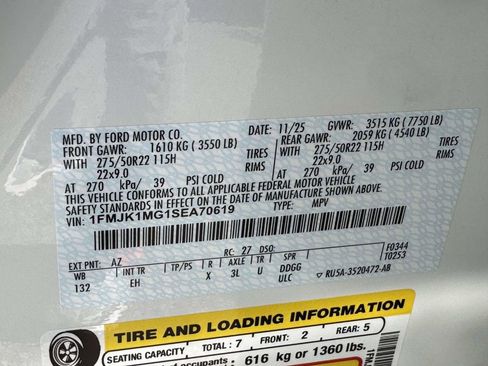 MFD. BY FORD MOTOR CO.
DATE: 11/25 GVWR: 3515 KG ( 7750 LB)
FRONT GAWR: 1610 KG ( 3550 LB) REAR GAWR: 2059 KG ( 4540 LB)
WITH 275/50R22 115H TIRES WITH 275/50R22 115H TIRES
22x9.0 RIMS 22x9.0 RIMS
AT 270 kPa/ 39 PSI COLD AT 270 kPa/ 39 PSI COLD
THIS VEHICLE CONFORMS TO ALL APPLICABLE FEDERAL MOTOR VEHICLE
SAFETY STANDARDS IN EFFECT ON THE DATE OF MANUFACTURE SHOWN ABOVE.
VIN: 1FMJK1MG1SEA70619 TYPE: MPV
EXT PNT: AZ RC: 27 DSO: F0344
WB INT TR TP/PS R AXLE TR SPR T0253
132 EH X 3L U DDGG
ULC RU5A-3520472-AB
TIRE AND LOADING INFORMATION
SEATING CAPACITY TOTAL : 7 FRONT: 2 REAR: 5
occupants 616 kg or 1360 lbs.